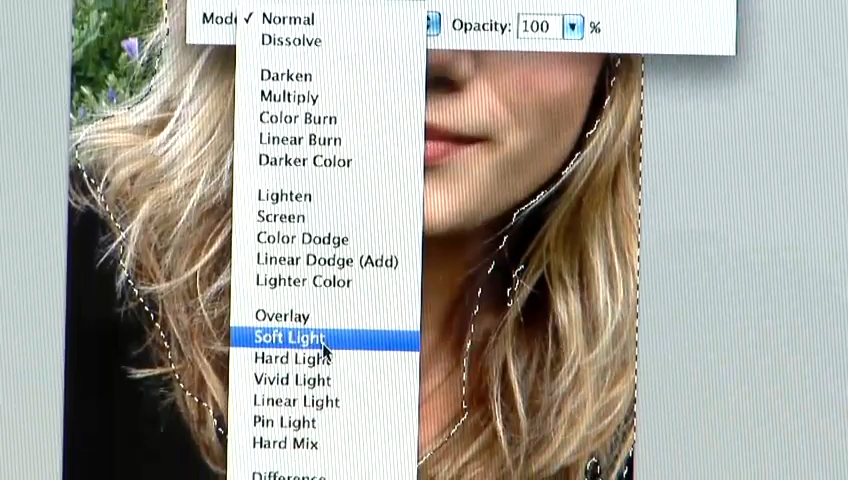 Mode ✓ Normal Opacity: 100 %
Dissolve
Darken
Multiply
Color Burn
Linear Burn
Darker Color
Lighten
Screen
Color Dodge
Linear Dodge (Add)
Lighter Color
Overlay
Soft Light
Hard Light
Vivid Light
Linear Light
Pin Light
Hard Mix
Difference